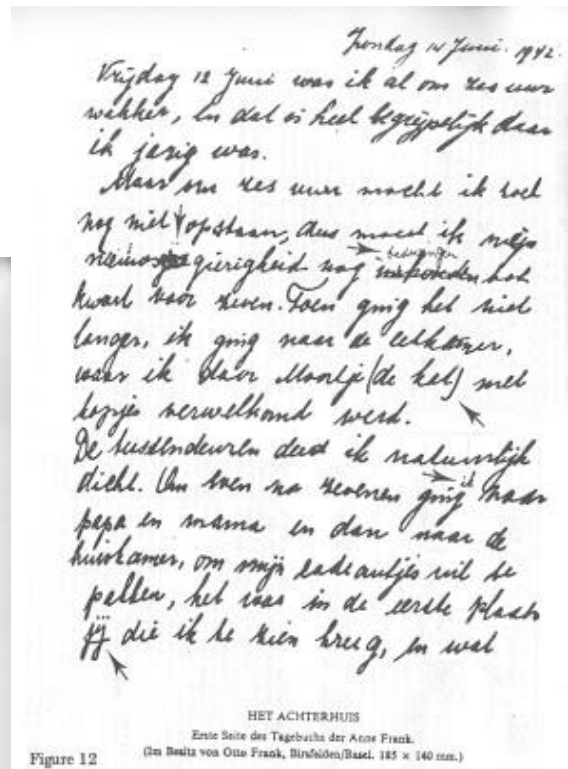 Zondag 14 Juni. 1942.
Vrijdag 12 Juni was ik al om zes uur
wakker, en dat is heel begrijpelijk daar
ik jarig was.
Maar om zes uur mocht ik toch
nog niet opstaan, dus moest ik mijn
nieuwsgierigheid nog bedwingen tot
kwart voor zeven. Toen ging het niet
langer, ik ging naar de eetkamer,
waar ik door Moortje (de kat) met
kopjes verwelkomd werd.
De tussendeuren deed ik natuurlijk
dicht. Om even na zevenen ging ik naar
papa en mama en dan naar de
huiskamer, om mijn cadeautjes uit te
pakken, het was in de eerste plaats
jij die ik te zien kreeg, en wat
HET ACHTERHUIS
Erste Seite des Tagebuchs der Anne Frank.
(Im Besitz von Otto Frank, Birsfelden/Basel. 185 × 140 mm.)
Figure 12